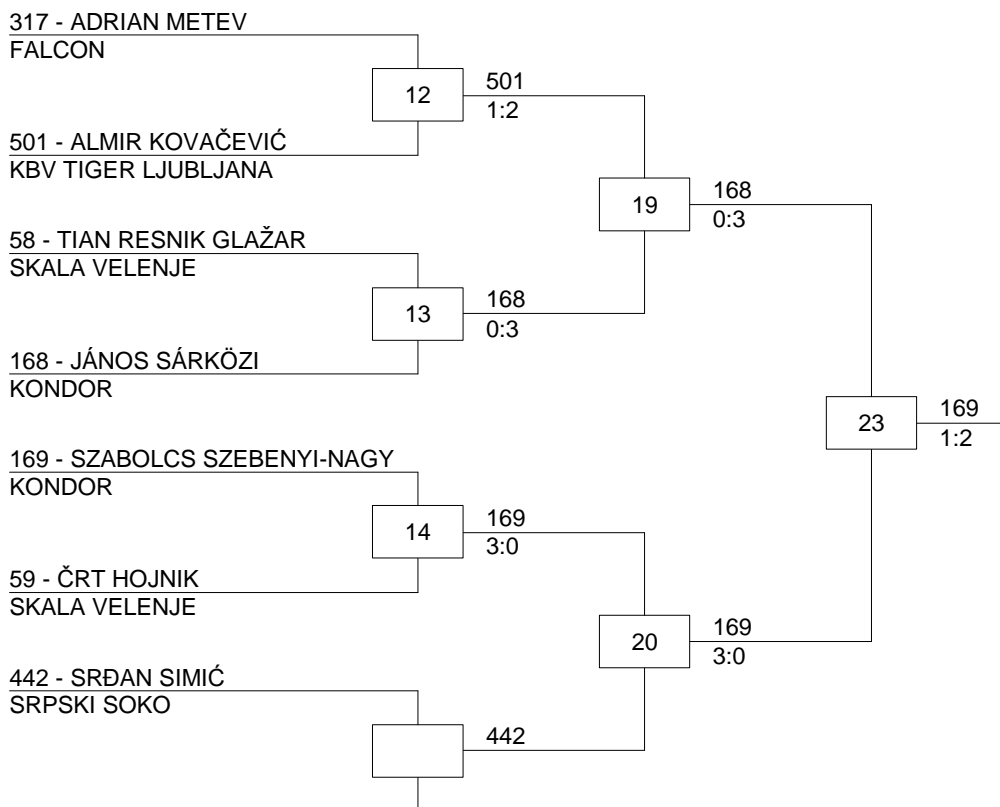 317 - ADRIAN METEV
FALCON
12
501
1:2
501 - ALMIR KOVAČEVIĆ
KBV TIGER LJUBLJANA
19
168
0:3
58 - TIAN RESNIK GLAŽAR
SKALA VELENJE
13
168
0:3
168 - JÁNOS SÁRKÖZI
KONDOR
23
169
1:2
169 - SZABOLCS SZEBENYI-NAGY
KONDOR
14
169
3:0
59 - ČRT HOJNIK
SKALA VELENJE
20
169
3:0
442 - SRĐAN SIMIĆ
SRPSKI SOKO
442